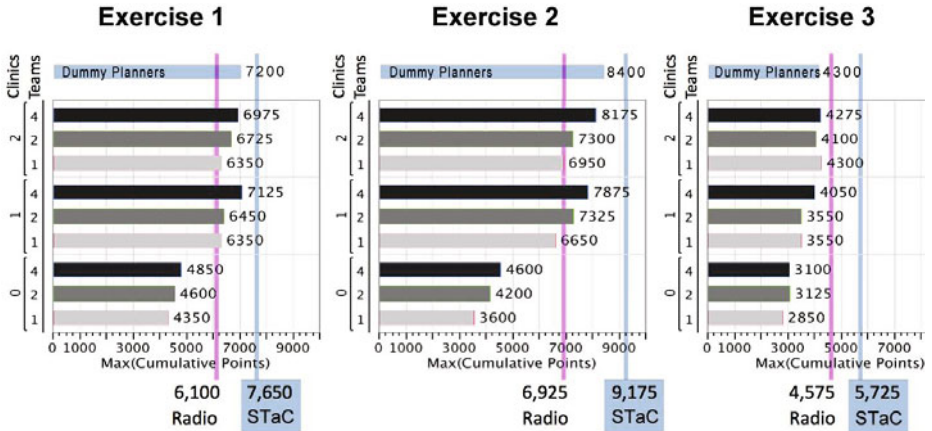 Exercise 1 Exercise 2 Exercise 3
Clinics Teams
Dummy Planners 7200
2
4 6975
2 6725
1 6350
1
4 7125
2 6450
1 6350
0
4 4850
2 4600
1 4350
0 1000 3000 5000 7000 9000
Max(Cumulative Points)
6,100 7,650
Radio STaC
Clinics Teams
Dummy Planners 8400
2
4 8175
2 7300
1 6950
1
4 7875
2 7325
1 6650
0
4 4600
2 4200
1 3600
0 1000 3000 5000 7000 9000
Max(Cumulative Points)
6,925 9,175
Radio STaC
Clinics Teams
Dummy Planners 4300
2
4 4275
2 4100
1 4300
1
4 4050
2 3550
1 3550
0
4 3100
2 3125
1 2850
0 1000 3000 5000 7000
Max(Cumulative Points)
4,575 5,725
Radio STaC